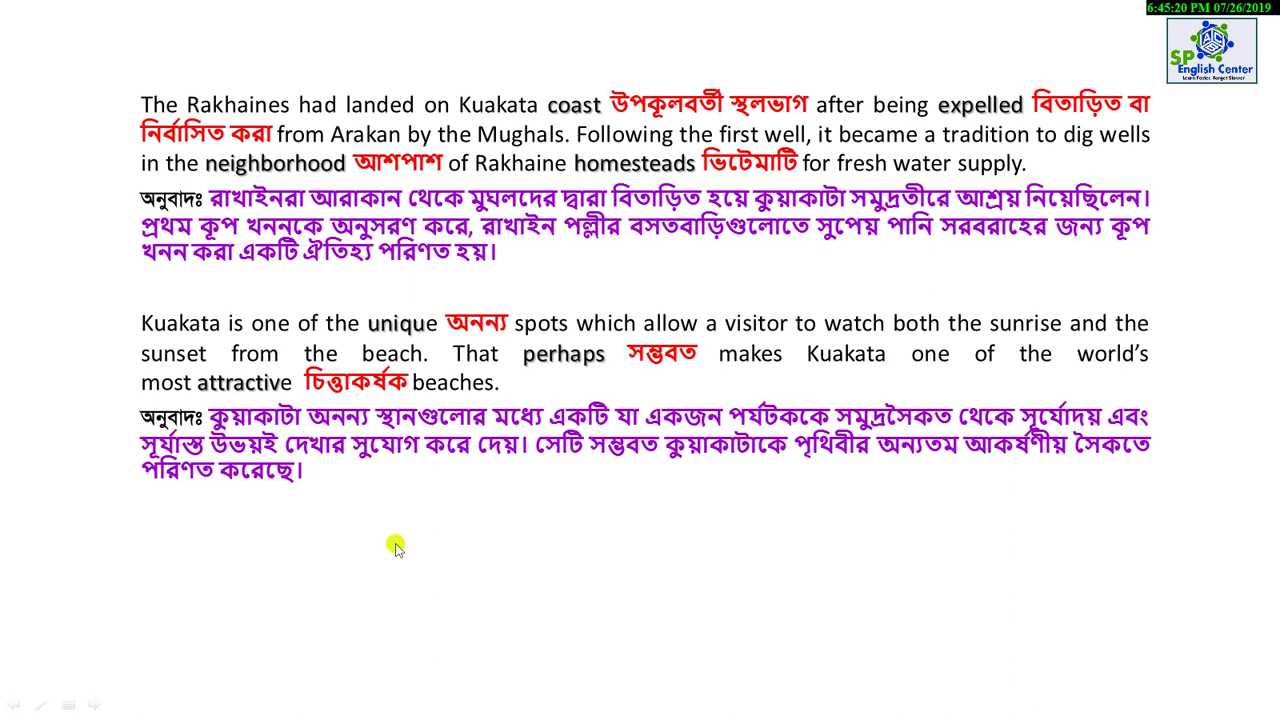 6:45:20 PM 07/26/2019
SP
English Center
Learn Faster, Forget Slower
The Rakhaines had landed on Kuakata coast উপকূলবর্তী স্থলভাগ after being expelled বিতাড়িত বা
নির্বাসিত করা from Arakan by the Mughals. Following the first well, it became a tradition to dig wells
in the neighborhood আশপাশ of Rakhaine homesteads ভিটেমাটি for fresh water supply.
অনুবাদঃ রাখাইনরা আরাকান থেকে মুঘলদের দ্বারা বিতাড়িত হয়ে কুয়াকাটা সমুদ্রতীরে আশ্রয় নিয়েছিলেন।
প্রথম কূপ খননকে অনুসরণ করে, রাখাইন পল্লীর বসতবাড়িগুলোতে সুপেয় পানি সরবরাহের জন্য কূপ
খনন করা একটি ঐতিহ্য পরিণত হয়।
Kuakata is one of the unique অনন্য spots which allow a visitor to watch both the sunrise and the
sunset from the beach. That perhaps সম্ভবত makes Kuakata one of the world’s
most attractive চিত্তাকর্ষক beaches.
অনুবাদঃ কুয়াকাটা অনন্য স্থানগুলোর মধ্যে একটি যা একজন পর্যটককে সমুদ্রসৈকত থেকে সূর্যোদয় এবং
সূর্যাস্ত উভয়ই দেখার সুযোগ করে দেয়। সেটি সম্ভবত কুয়াকাটাকে পৃথিবীর অন্যতম আকর্ষণীয় সৈকতে
পরিণত করেছে।